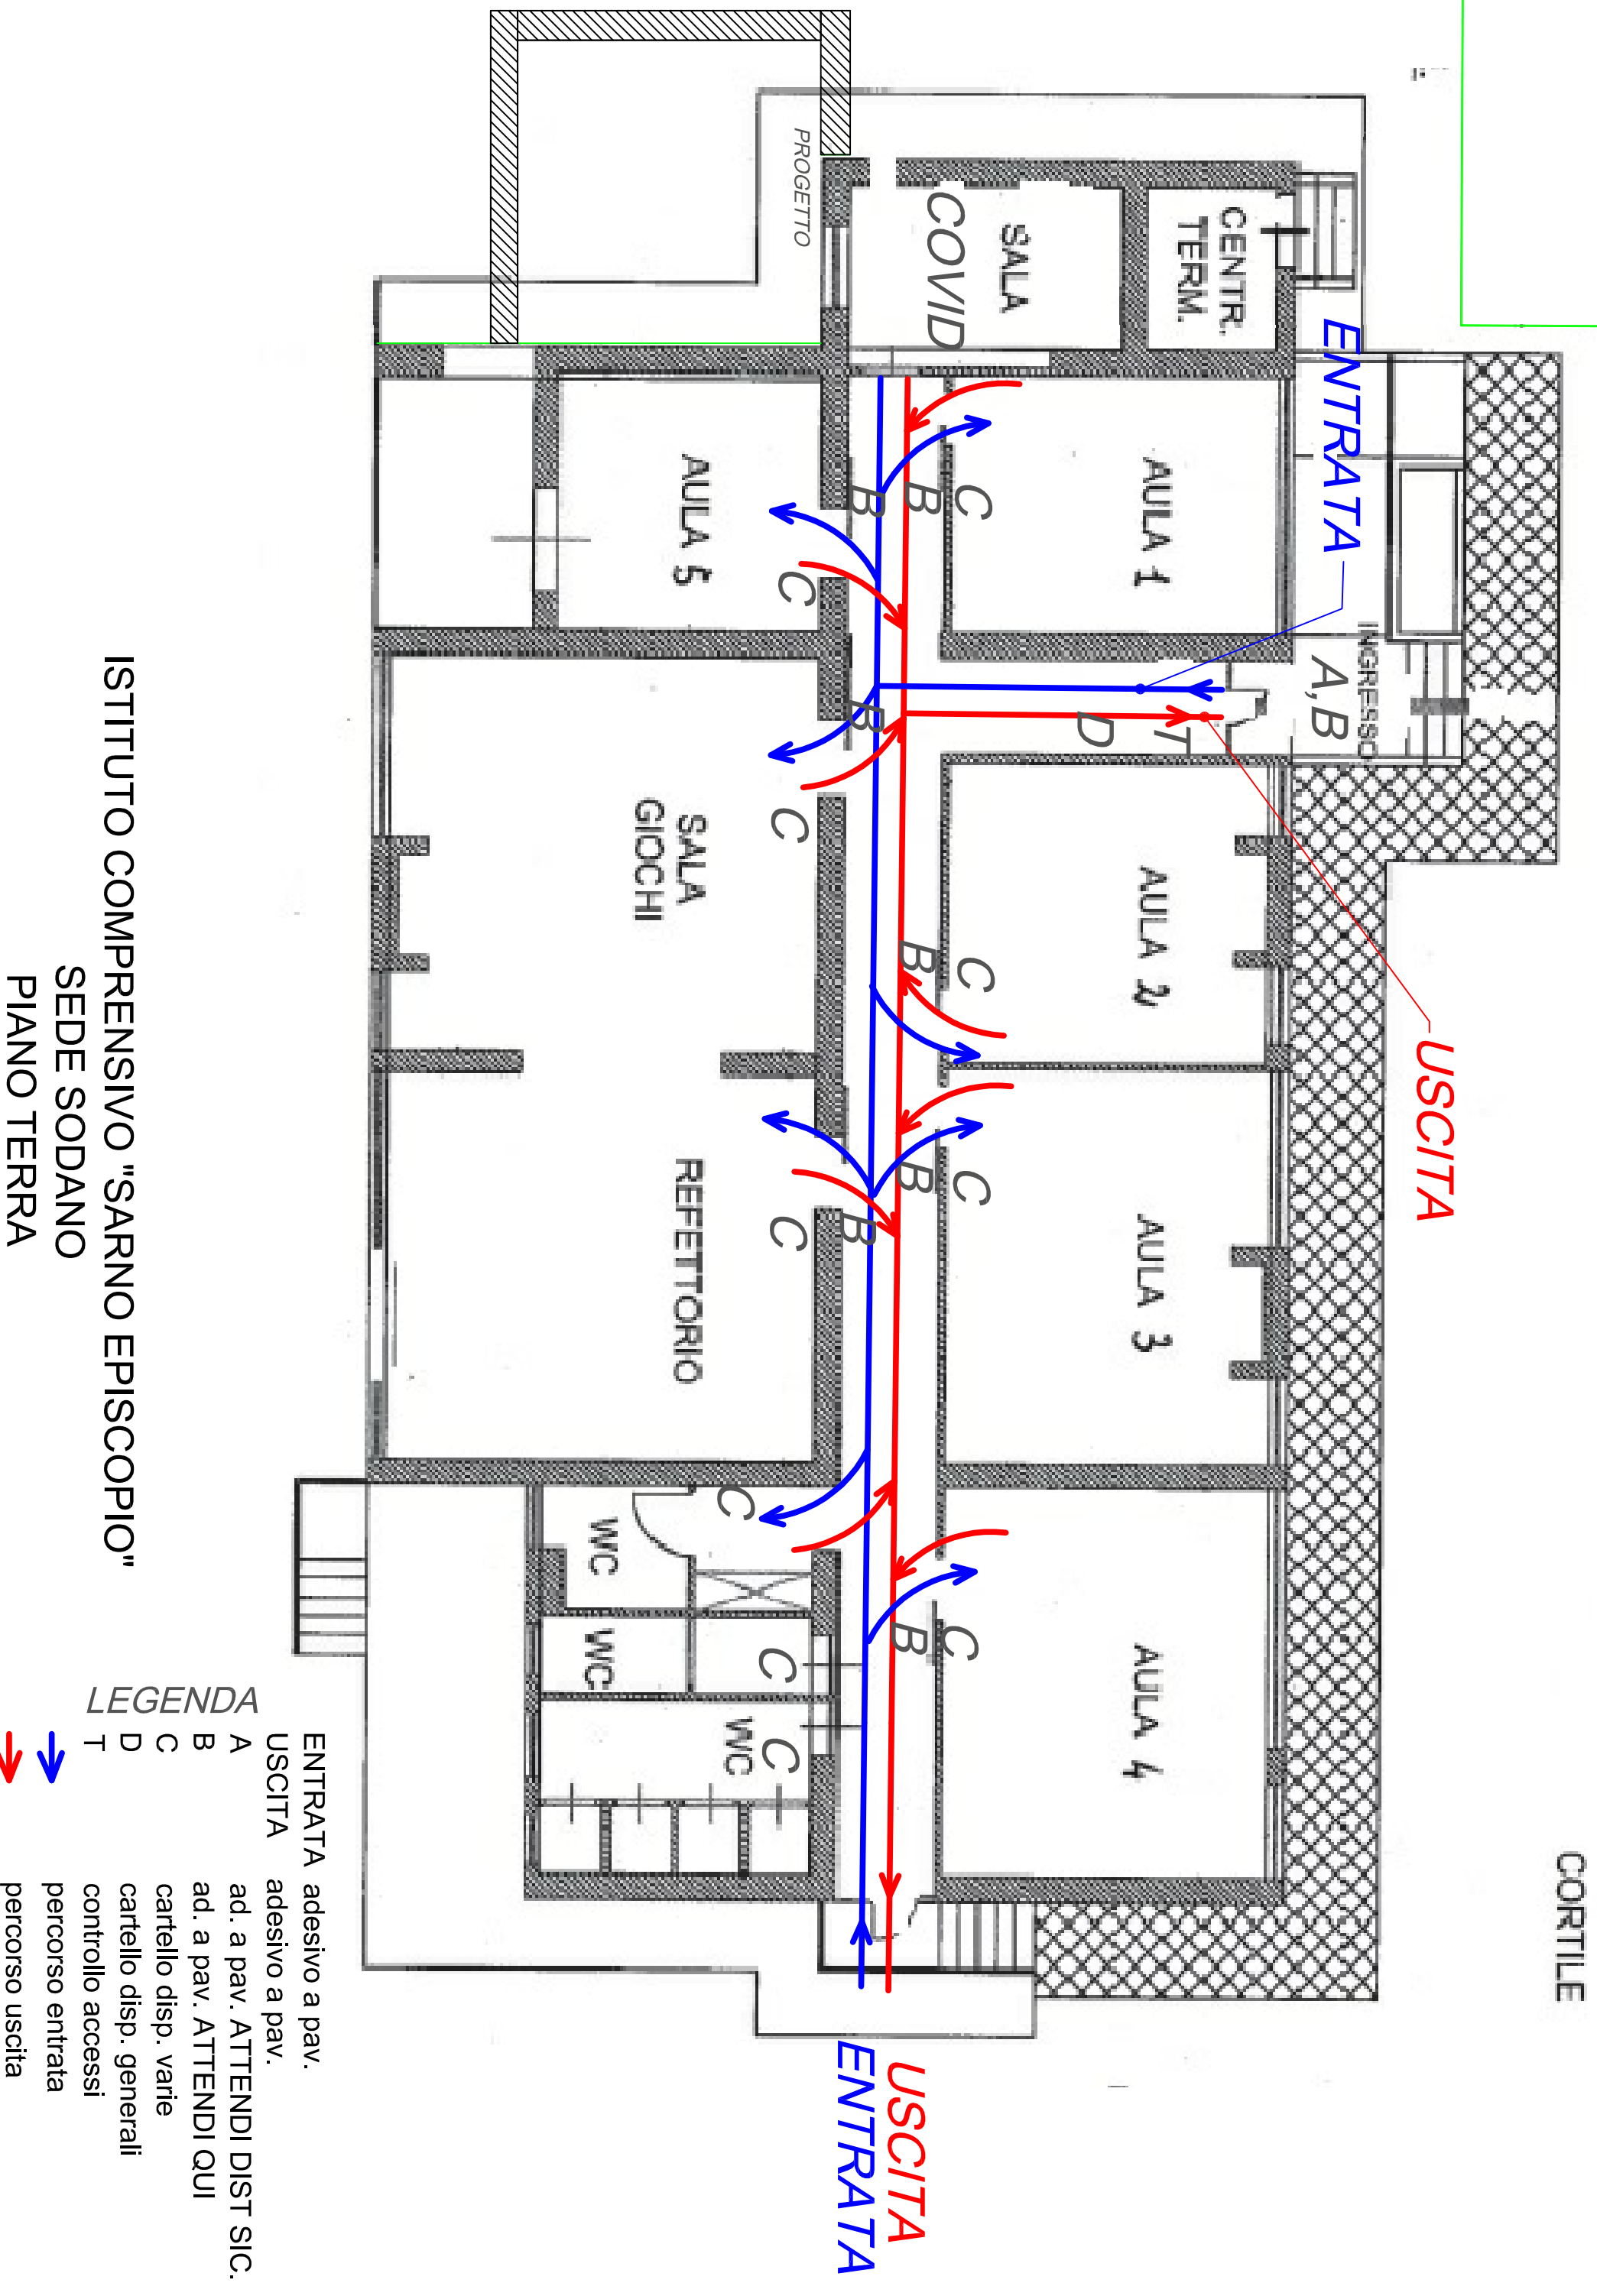 CORTILE
USCITA
ENTRATA
INGRESSO
A,B
CENTR.
TERM.
SALA
COVID
PROGETTO
AULA 1
AULA 2
AULA 3
AULA 4
T
D
C
B
B
C
B
C
B
C
B
USCITA
ENTRATA
B
B
C
C
C
C
C
C
AULA 5
SALA
GIOCHI
REFETTORIO
WC
WC
WC
ENTRATA adesivo a pav.
USCITA adesivo a pav.
LEGENDA
A ad. a pav. ATTENDI DIST SIC.
B ad. a pav. ATTENDI QUI
C cartello disp. varie
D cartello disp. generali
T controllo accessi
percorso entrata
percorso uscita
ISTITUTO COMPRENSIVO "SARNO EPISCOPIO"
SEDE SODANO
PIANO TERRA